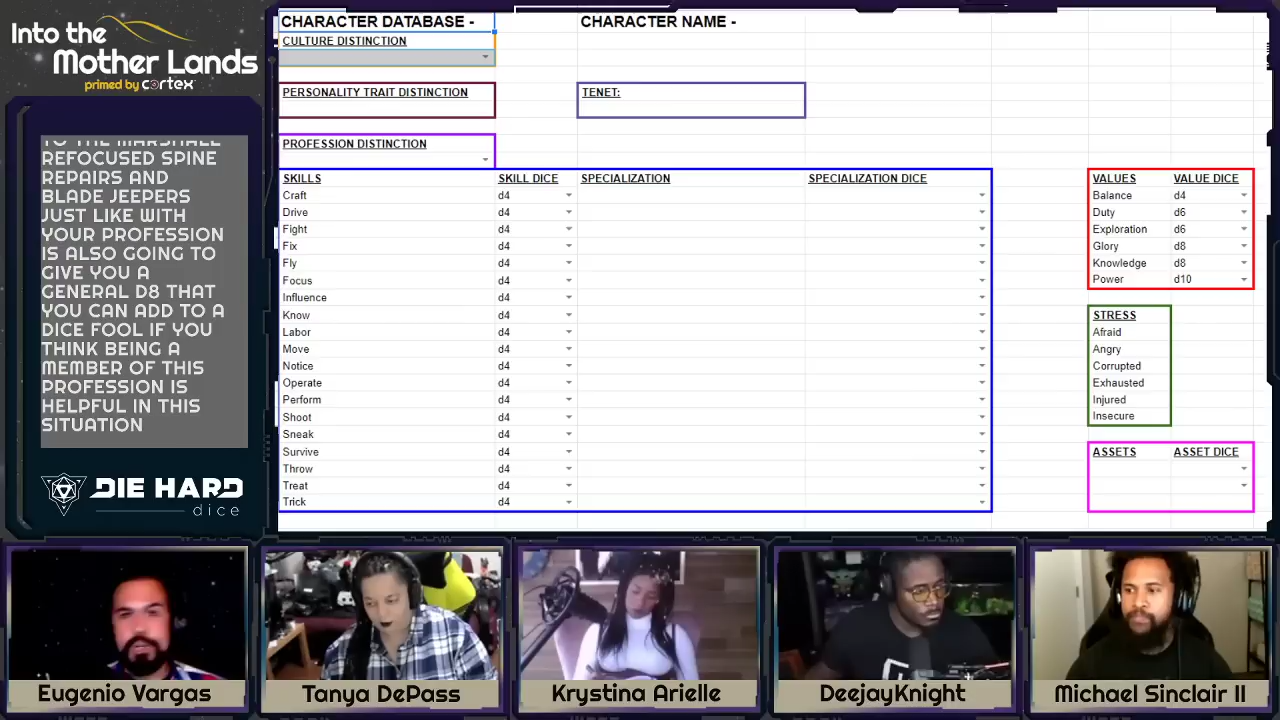 Into the
Mother Lands
primed by cortex
TO THE MARSHALL
REFOCUSED SPINE
REPAIRS AND
BLADE JEEPERS
JUST LIKE WITH
YOUR PROFESSION
IS ALSO GOING TO
GIVE YOU A
GENERAL D8 THAT
YOU CAN ADD TO A
DICE FOOL IF YOU
THINK BEING A
MEMBER OF THIS
PROFESSION IS
HELPFUL IN THIS
SITUATION
DIE HARD
dice
CHARACTER DATABASE - CHARACTER NAME -
CULTURE DISTINCTION
PERSONALITY TRAIT DISTINCTION TENET:
PROFESSION DISTINCTION
SKILLS SKILL DICE SPECIALIZATION SPECIALIZATION DICE
Craft d4
Drive d4
Fight d4
Fix d4
Fly d4
Focus d4
Influence d4
Know d4
Labor d4
Move d4
Notice d4
Operate d4
Perform d4
Shoot d4
Sneak d4
Survive d4
Throw d4
Treat d4
Trick d4
VALUES VALUE DICE
Balance d4
Duty d6
Exploration d6
Glory d8
Knowledge d8
Power d10
STRESS
Afraid
Angry
Corrupted
Exhausted
Injured
Insecure
ASSETS ASSET DICE
Eugenio Vargas
Tanya DePass
Krystina Arielle
DeejayKnight
Michael Sinclair II